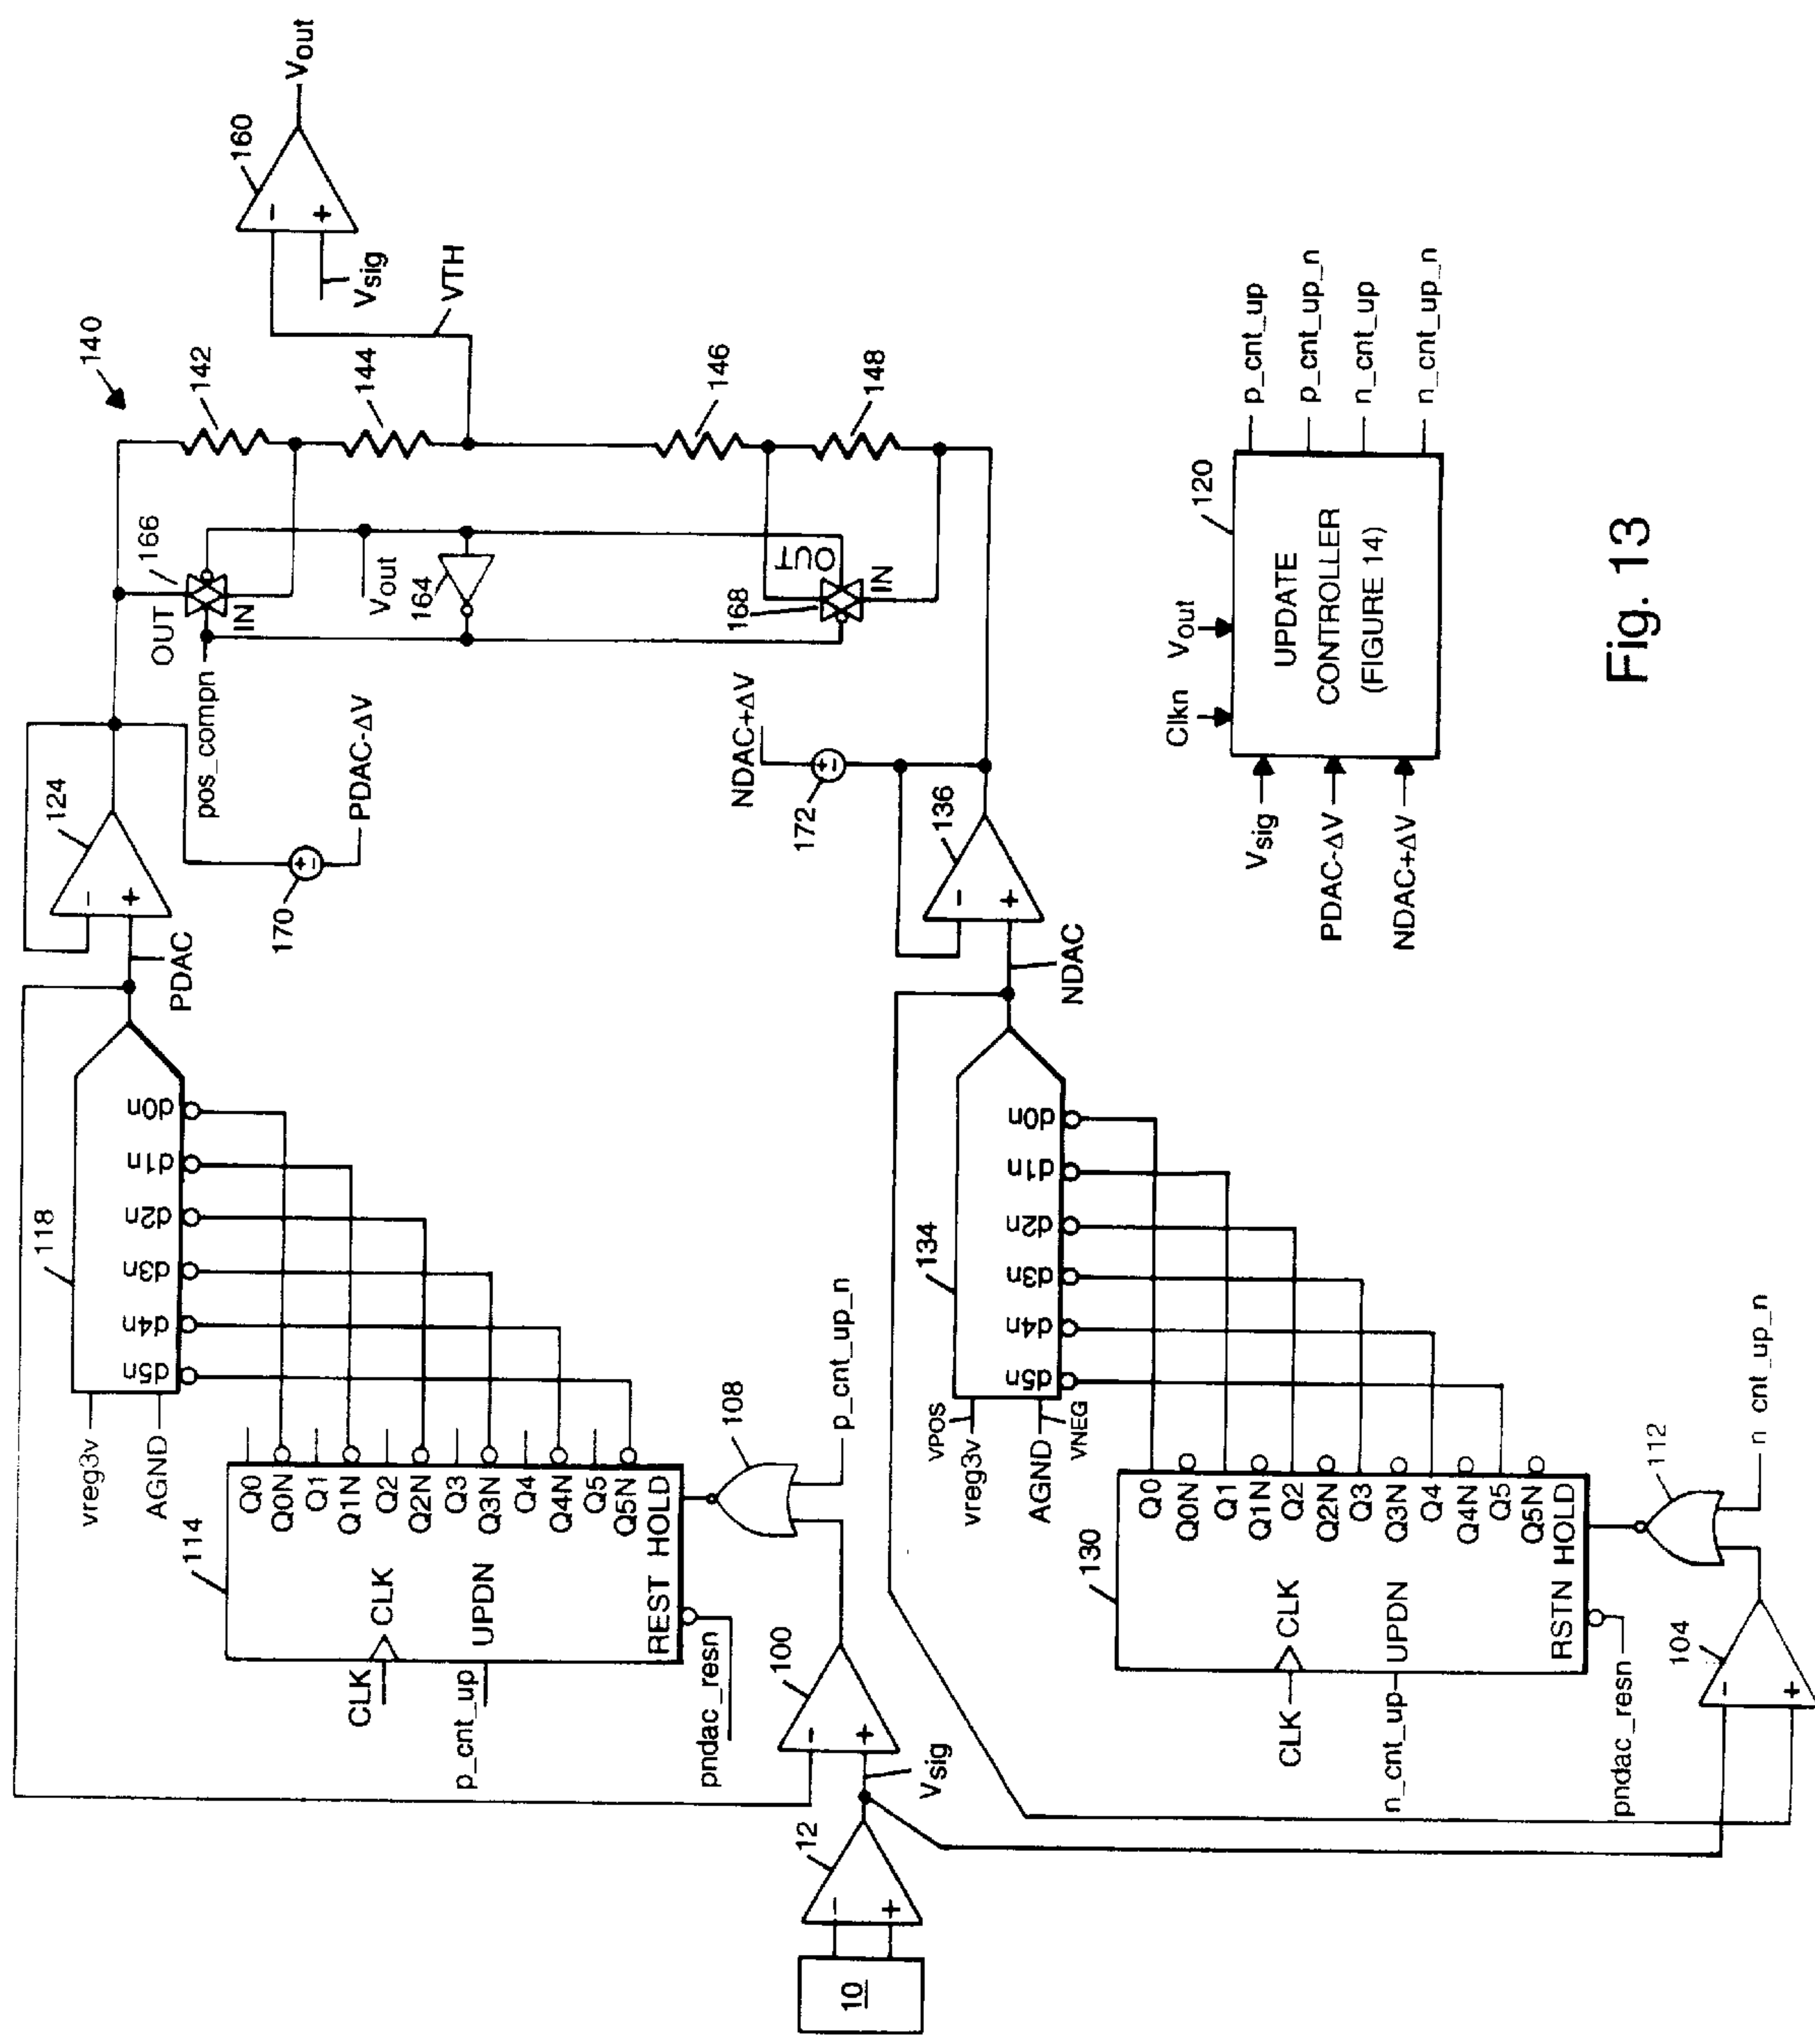 10
12
Vsig
100
104
p_cnt_up
CLK
pndac_resn
114
CLK
UPDN
REST HOLD
Q0
Q0N
Q1
Q1N
Q2
Q2N
Q3
Q3N
Q4
Q4N
Q5
Q5N
108
p_cnt_up_n
vreg3v
AGND
118
d5n
d4n
d3n
d2n
d1n
d0n
PDAC
124
170
PDAC-ΔV
pos_compn
OUT
IN
166
Vout
164
168
OUT
IN
140
142
144
146
148
VTH
Vsig
160
Vout
CLK
n_cnt_up
pndac_resn
130
CLK
UPDN
RSTN HOLD
Q0
Q0N
Q1
Q1N
Q2
Q2N
Q3
Q3N
Q4
Q4N
Q5
Q5N
112
n cnt_up_n
VPOS
vreg3v
AGND
VNEG
134
d5n
d4n
d3n
d2n
d1n
d0n
NDAC
136
172
NDAC+ΔV
Clkn
Vout
120
Vsig
PDAC-ΔV
NDAC+ΔV
UPDATE
CONTROLLER
(FIGURE 14)
p_cnt_up
p_cnt_up_n
n_cnt_up
n_cnt_up_n
Fig. 13
-
+
-
+
-
+
-
+
-
+
-
+